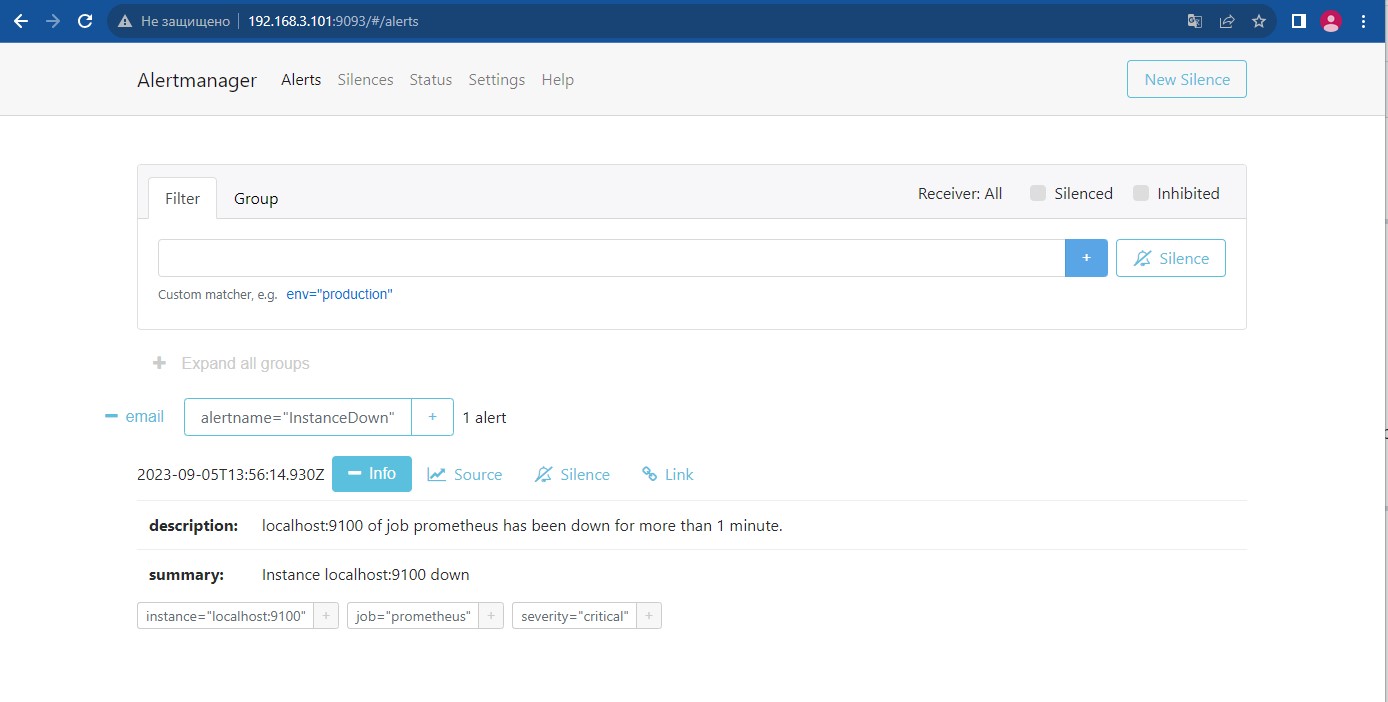 Не защищено 192.168.3.101:9093/#/alerts
Alertmanager Alerts Silences Status Settings Help New Silence
Filter Group Receiver: All Silenced Inhibited
+ Silence
Custom matcher, e.g. env="production"
+ Expand all groups
− email alertname="InstanceDown" + 1 alert
2023-09-05T13:56:14.930Z − Info Source Silence Link
description: localhost:9100 of job prometheus has been down for more than 1 minute.
summary: Instance localhost:9100 down
instance="localhost:9100" + job="prometheus" + severity="critical" +